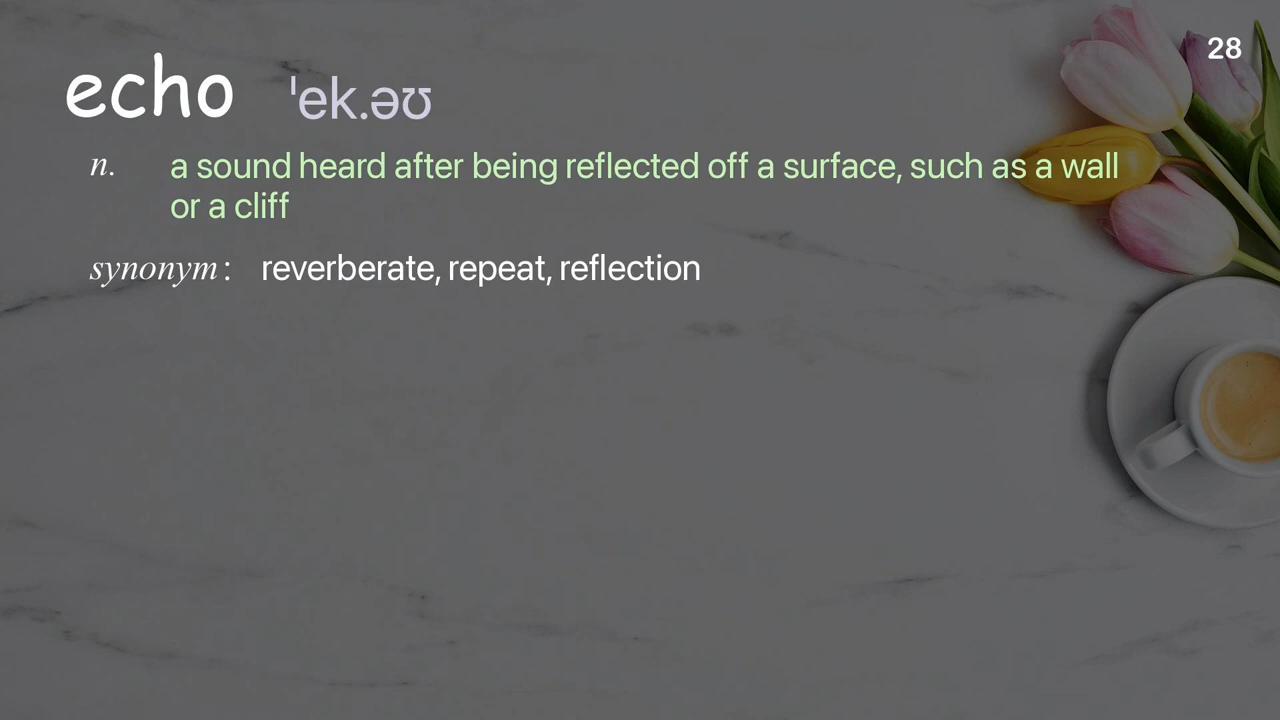 28
echo ˈek.əʊ
n. a sound heard after being reflected off a surface, such as a wall
or a cliff
synonym: reverberate, repeat, reflection